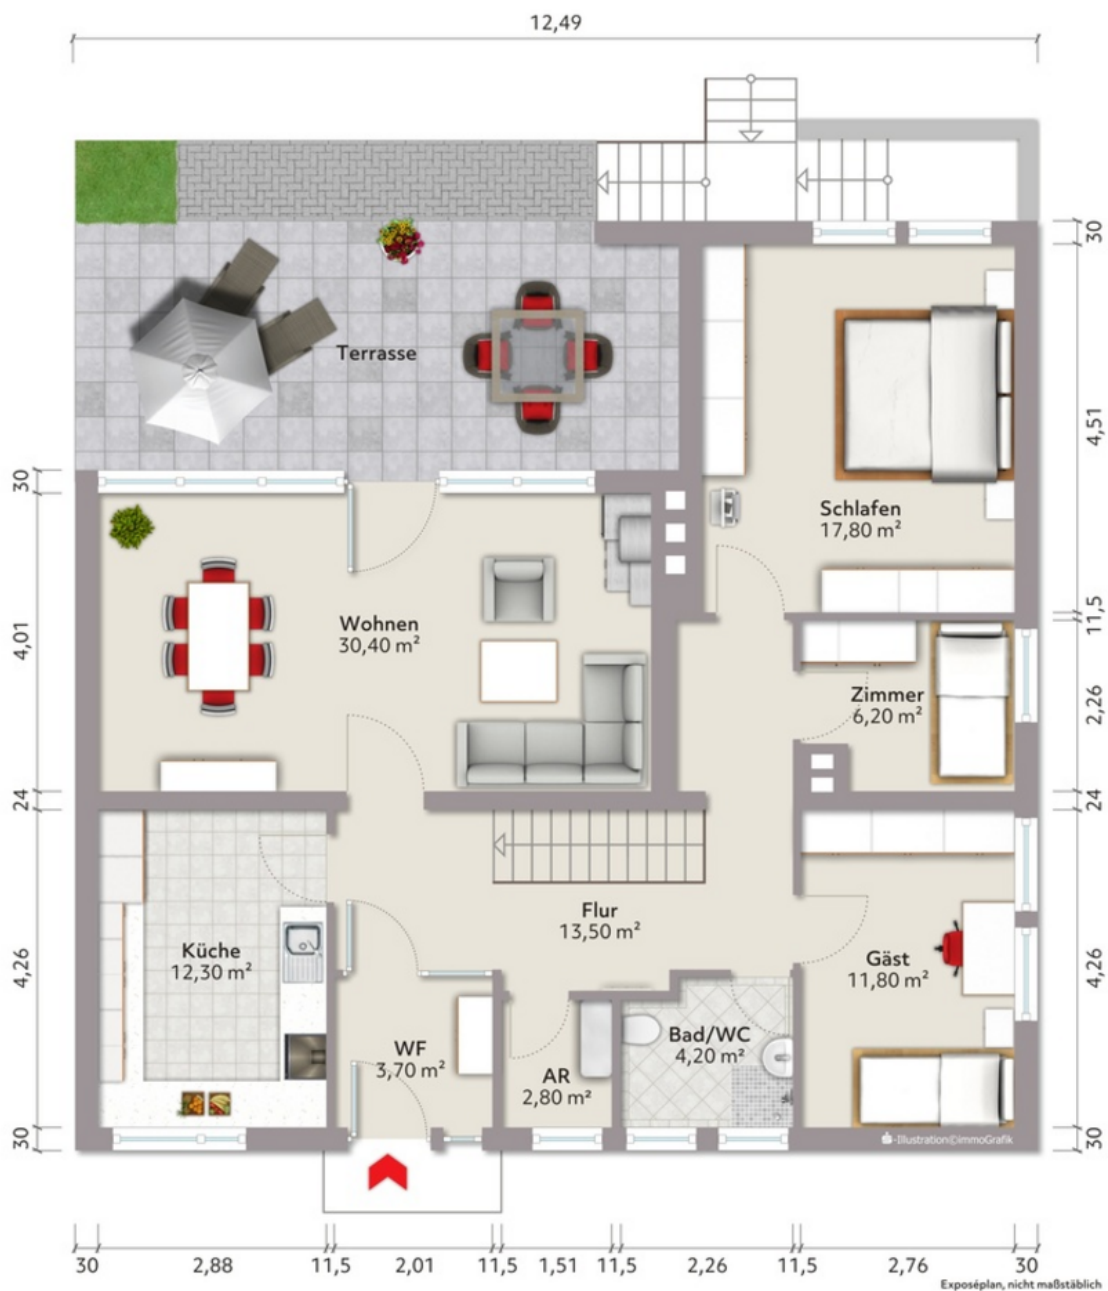 12,49
Terrasse
30
30
4,51
Schlafen
17,80 m²
11,5
Wohnen
30,40 m²
4,01
Zimmer
6,20 m²
2,26
24
24
Flur
13,50 m²
Küche
12,30 m²
4,26
Gäst
11,80 m²
4,26
WF
3,70 m²
Bad/WC
4,20 m²
AR
2,80 m²
30
-Illustration©immoGrafik
30
30 2,88 11,5 2,01 11,5 1,51 11,5 2,26 11,5 2,76 30
Exposéplan, nicht maßstäblich